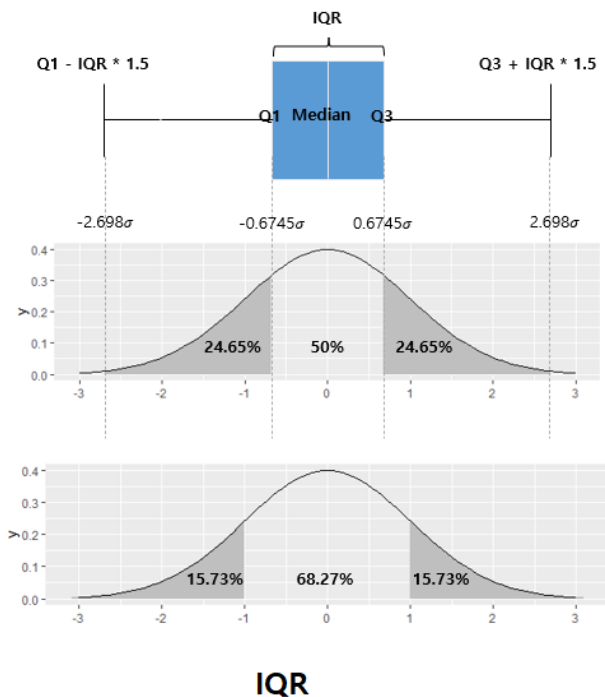 IQR
Q1 - IQR * 1.5
Q3 + IQR * 1.5
Q1 Median Q3
-2.698σ -0.6745σ 0.6745σ 2.698σ
0.4
0.3
0.2
0.1
0.0
y
24.65% 50% 24.65%
-3 -2 -1 0 1 2 3
0.4
0.3
0.2
0.1
0.0
y
15.73% 68.27% 15.73%
-3 -2 -1 0 1 2 3
IQR